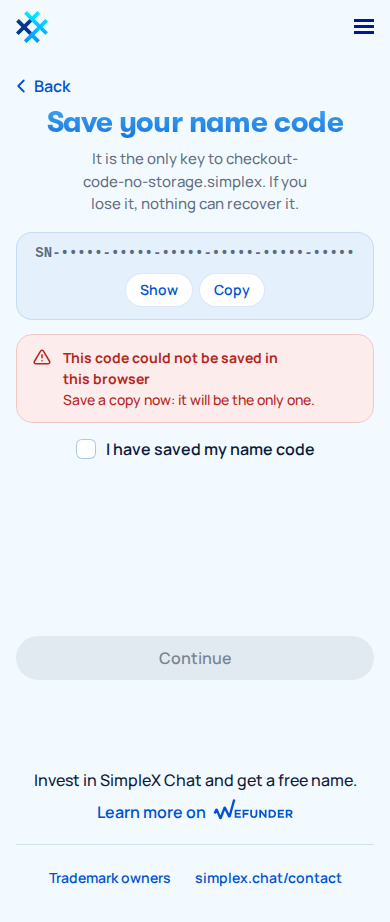 Back
Save your name code
It is the only key to checkout-
code-no-storage.simplex. If you
lose it, nothing can recover it.
SN-•••••-•••••-•••••-•••••-•••••-•••••
Show
Copy
This code could not be saved in
this browser
Save a copy now: it will be the only one.
I have saved my name code
Continue
Invest in SimpleX Chat and get a free name.
Learn more on WEFUNDER
Trademark owners
simplex.chat/contact